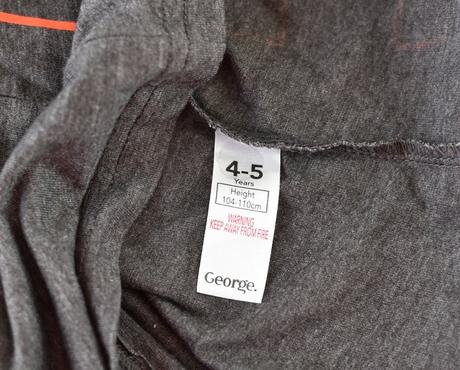 4-5
Years
Height
104-110cm
WARNING
KEEP AWAY FROM FIRE
George.